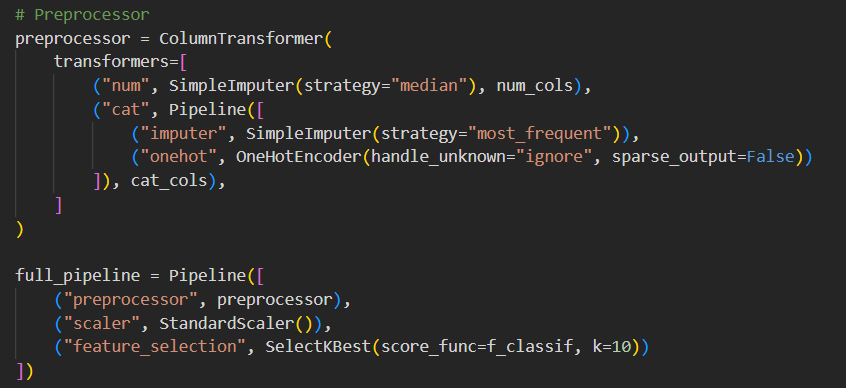 # Preprocessor
preprocessor = ColumnTransformer(
    transformers=[
        ("num", SimpleImputer(strategy="median"), num_cols),
        ("cat", Pipeline([
            ("imputer", SimpleImputer(strategy="most_frequent")),
            ("onehot", OneHotEncoder(handle_unknown="ignore", sparse_output=False))
        ]), cat_cols),
    ]
)

full_pipeline = Pipeline([
    ("preprocessor", preprocessor),
    ("scaler", StandardScaler()),
    ("feature_selection", SelectKBest(score_func=f_classif, k=10))
])